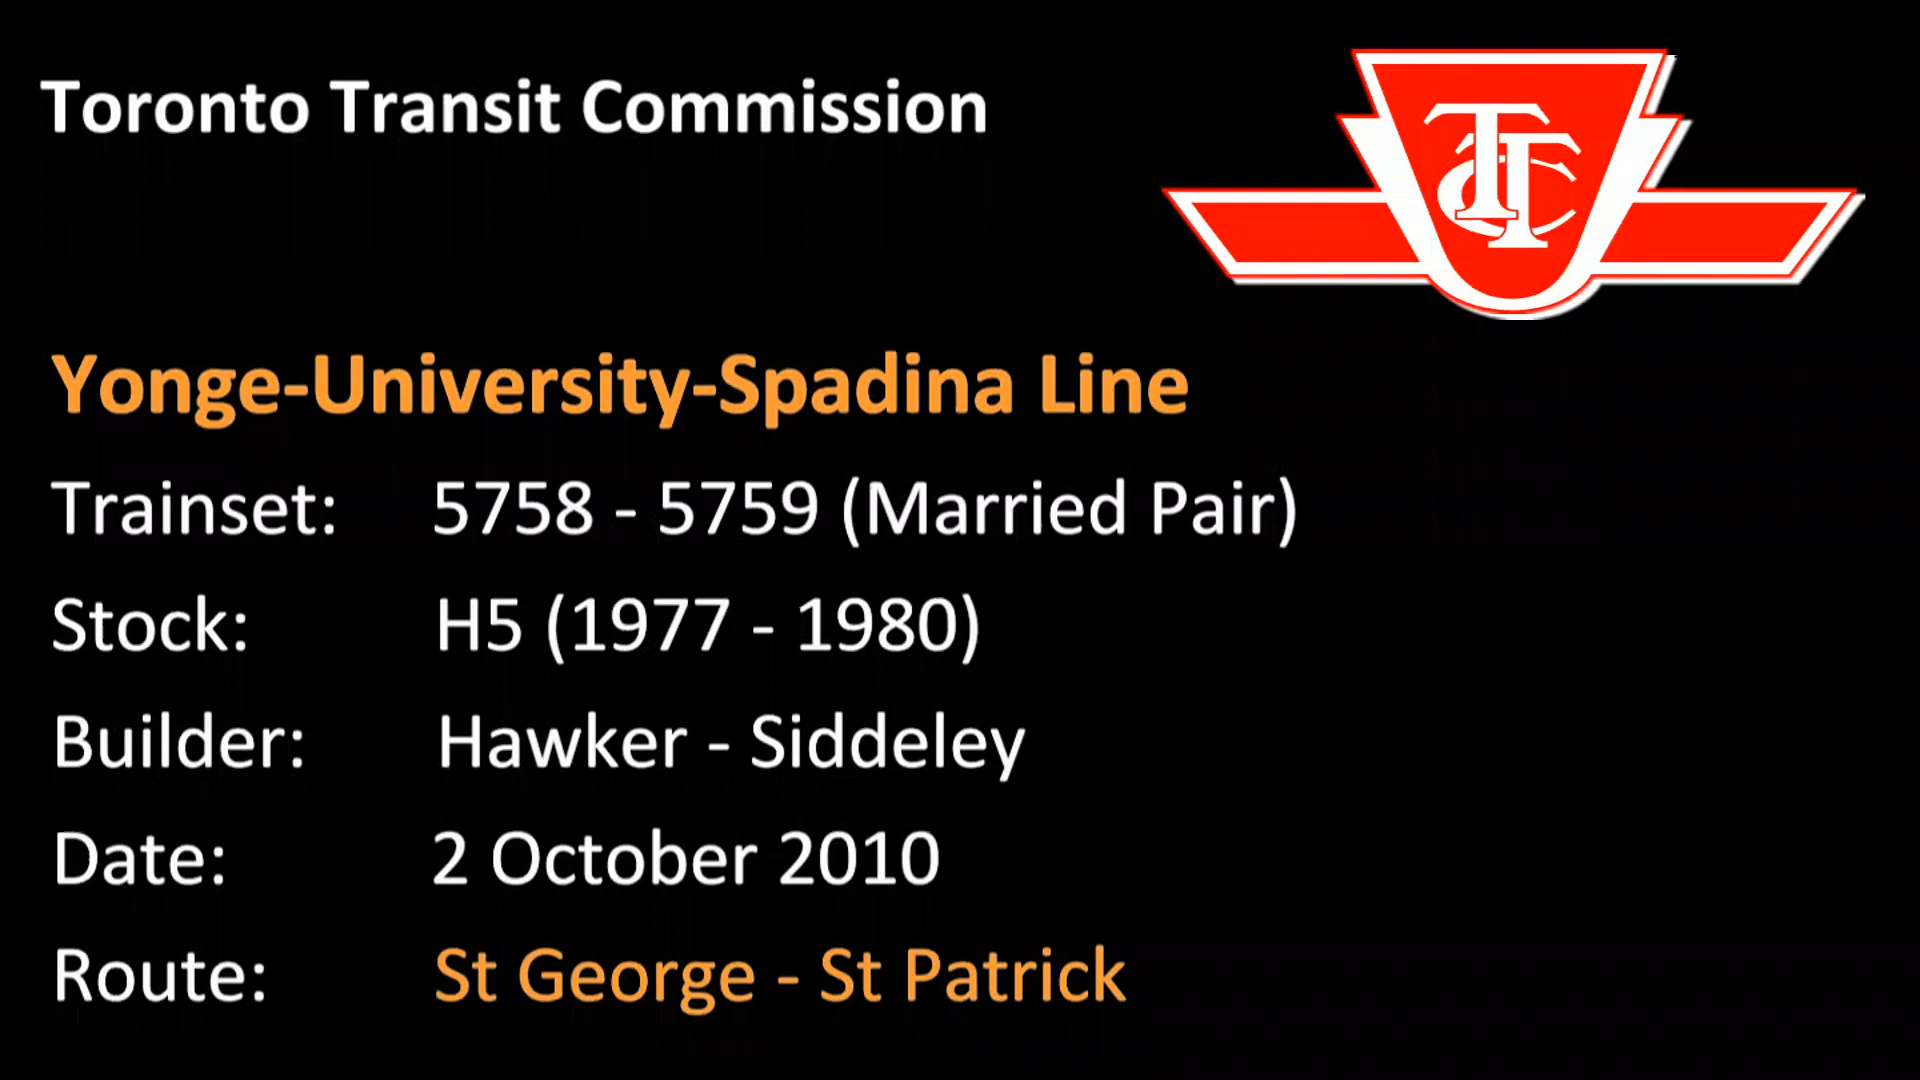 Toronto Transit Commission
TTC
Yonge-University-Spadina Line
Trainset: 5758 - 5759 (Married Pair)
Stock: H5 (1977 - 1980)
Builder: Hawker - Siddeley
Date: 2 October 2010
Route: St George - St Patrick